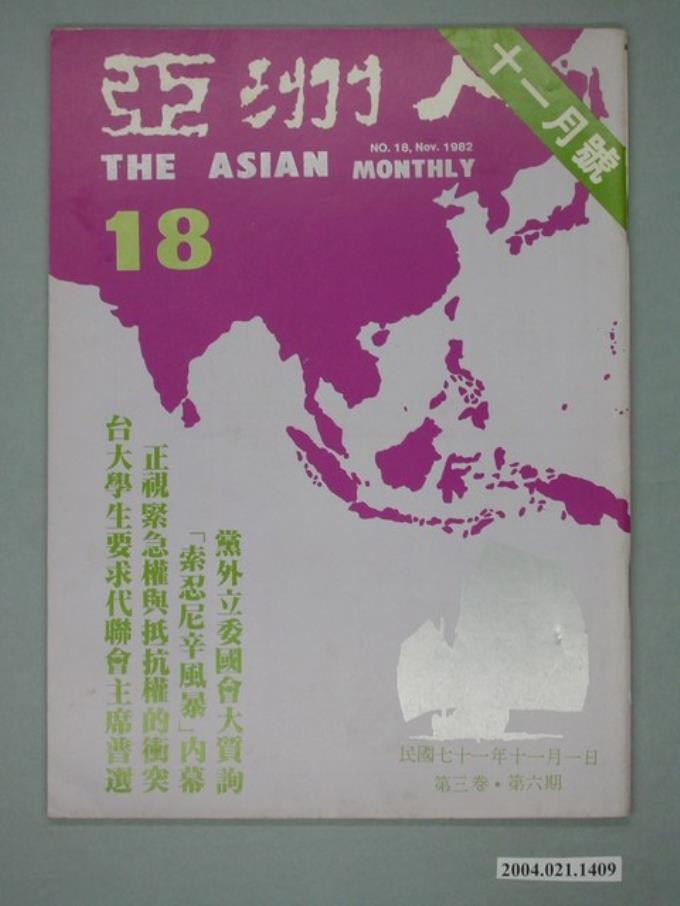 亞洲人
十一月號
NO. 18, Nov. 1982
THE ASIAN MONTHLY
18
黨外立委國會大質詢
「索忍尼辛風暴」內幕
正視緊急權與抵抗權的衝突
台大學生要求代聯會主席普選
民國七十一年十一月一日
第三卷・第六期
2004.021.1409